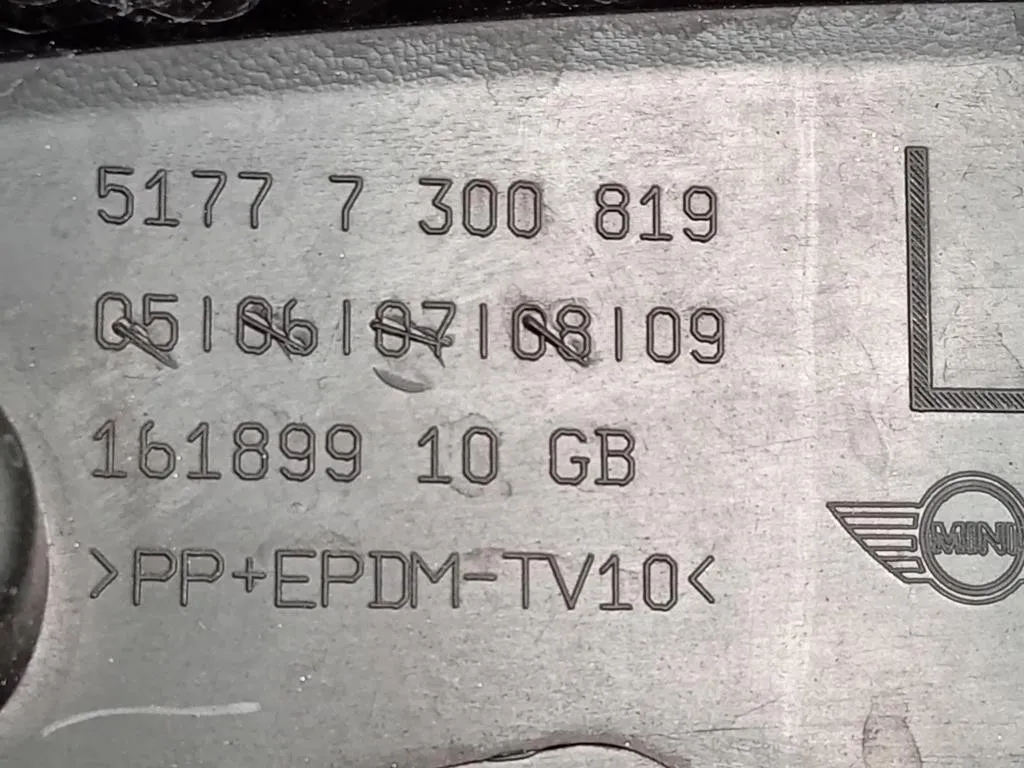 5177 7 300 819
05|06|07|08|09
161899 10 GB
>PP+EPDM-TV10<
L
MINI